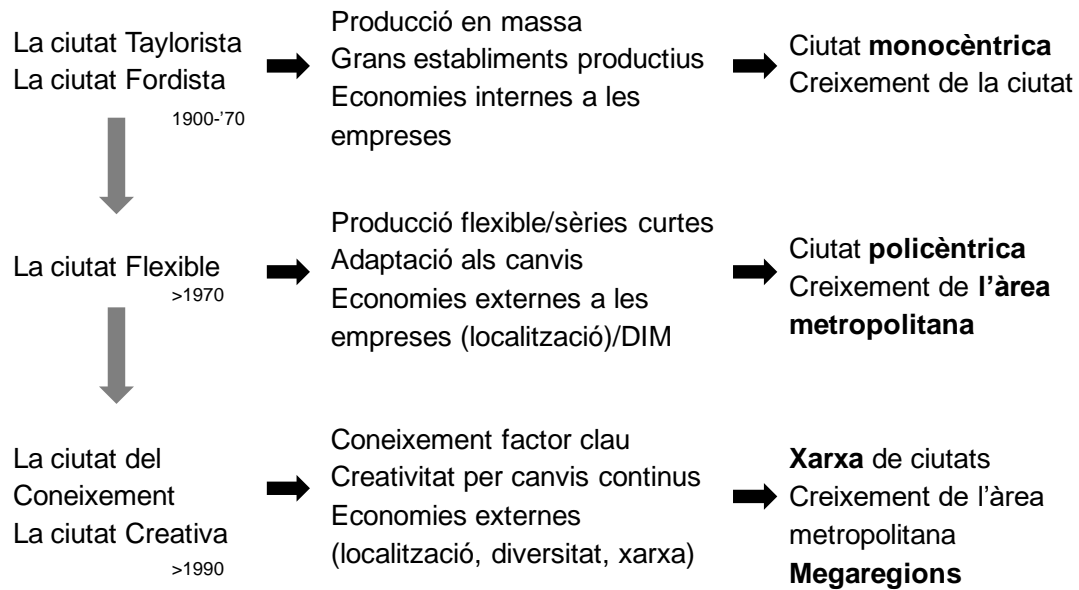 La ciutat Taylorista
La ciutat Fordista
1900-'70
Producció en massa
Grans establiments productius
Economies internes a les
empreses
Ciutat monocèntrica
Creixement de la ciutat
La ciutat Flexible
>1970
Producció flexible/sèries curtes
Adaptació als canvis
Economies externes a les
empreses (localització)/DIM
Ciutat policèntrica
Creixement de l'àrea
metropolitana
La ciutat del
Coneixement
La ciutat Creativa
>1990
Coneixement factor clau
Creativitat per canvis continus
Economies externes
(localització, diversitat, xarxa)
Xarxa de ciutats
Creixement de l'àrea
metropolitana
Megaregions